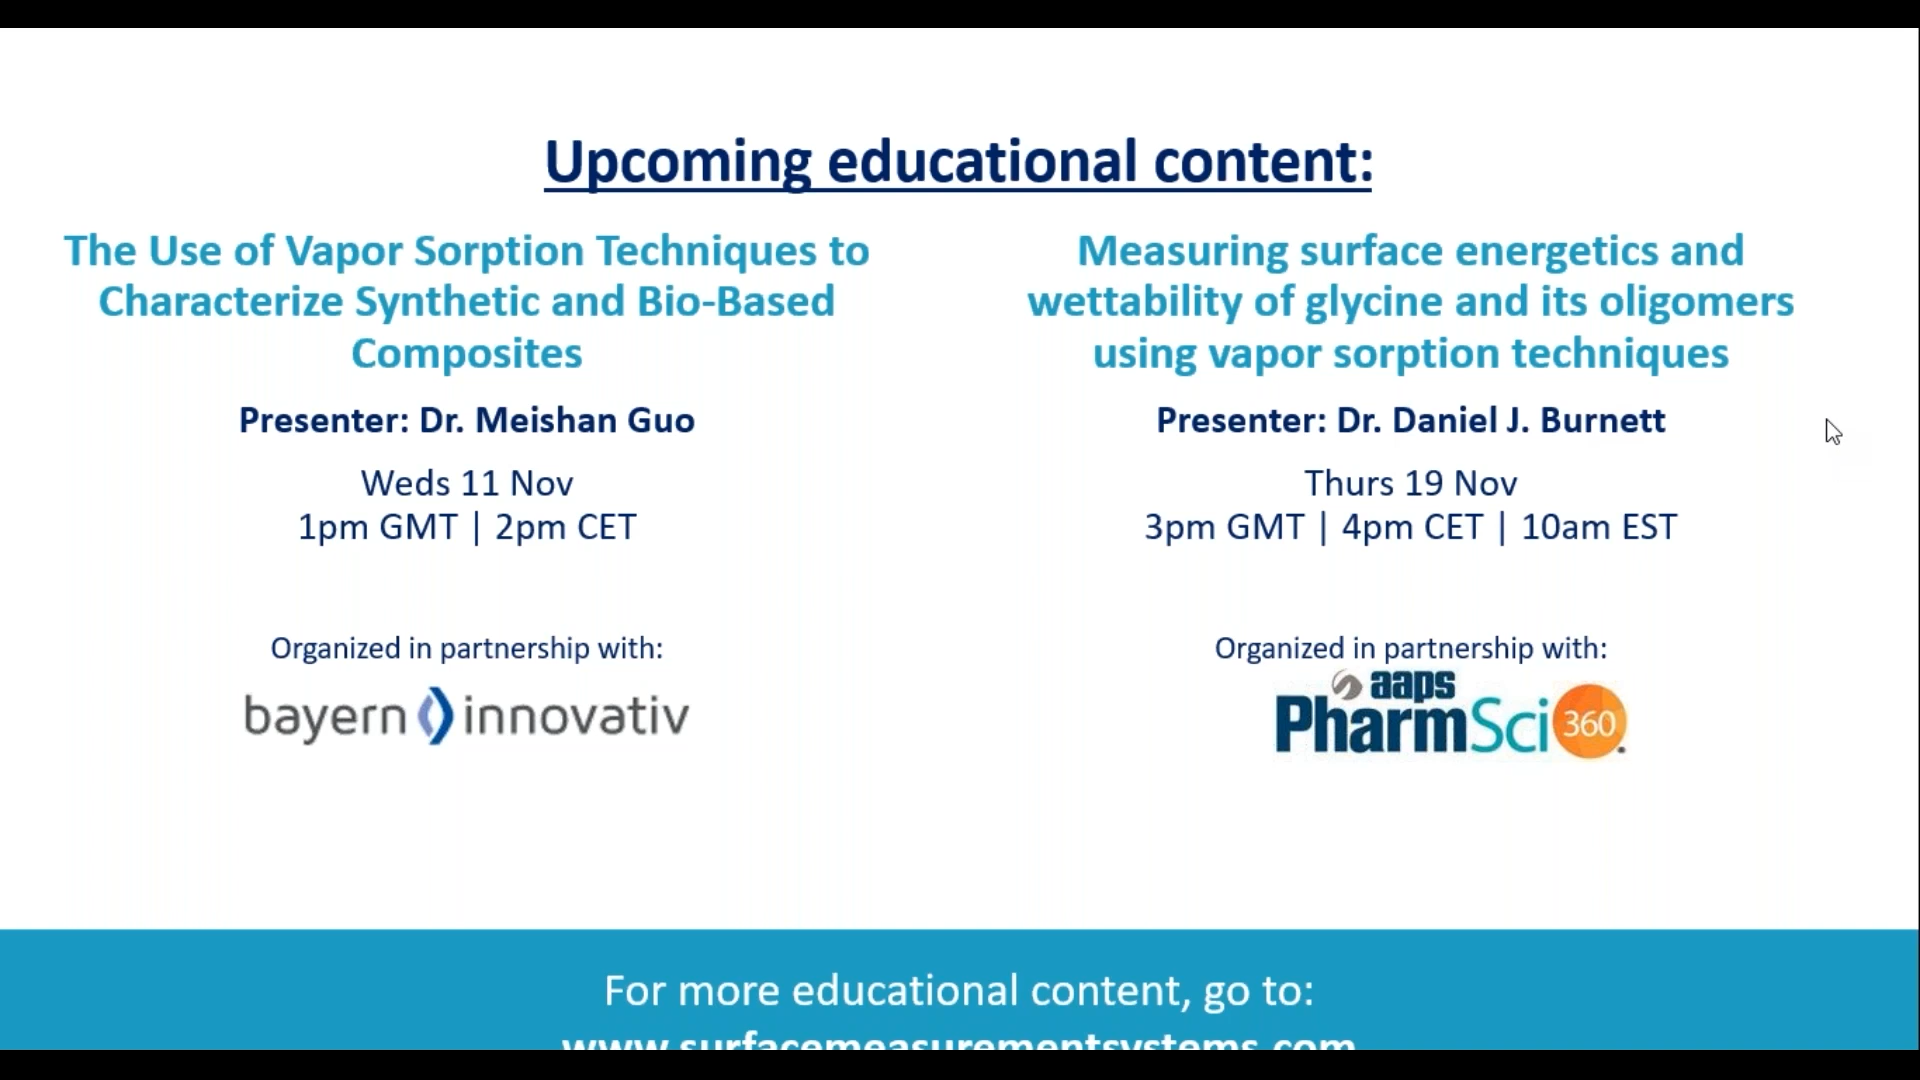 Upcoming educational content:
The Use of Vapor Sorption Techniques to
Characterize Synthetic and Bio-Based
Composites
Presenter: Dr. Meishan Guo
Weds 11 Nov
1pm GMT | 2pm CET
Organized in partnership with:
bayern innovativ
Measuring surface energetics and
wettability of glycine and its oligomers
using vapor sorption techniques
Presenter: Dr. Daniel J. Burnett
Thurs 19 Nov
3pm GMT | 4pm CET | 10am EST
Organized in partnership with:
aaps
PharmSci 360
For more educational content, go to:
www.surfacemeasurementsystems.com